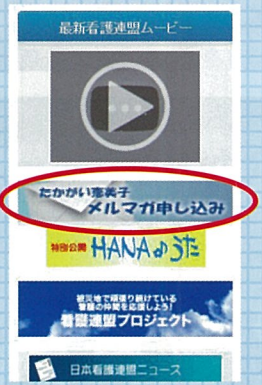 最新看護連盟ムービー
たかがい恵美子
メルマガ申し込み
特別公開 HANAのうた
被災地で頑張り続けている
看護の仲間を応援しよう!
看護連盟プロジェクト
日本看護連盟ニュース